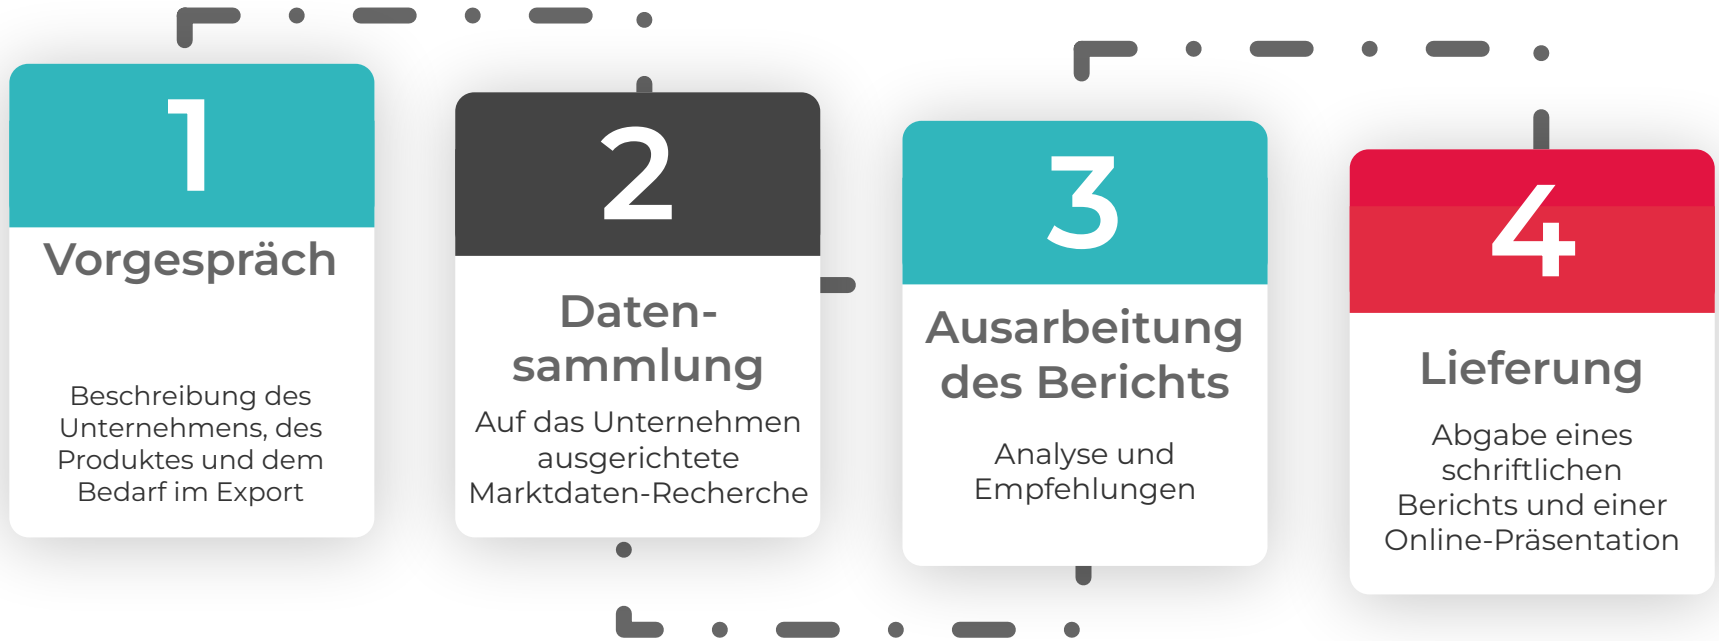 1
Vorgespräch
Beschreibung des
Unternehmens, des
Produktes und dem
Bedarf im Export
2
Daten-
sammlung
Auf das Unternehmen
ausgerichtete
Marktdaten-Recherche
3
Ausarbeitung
des Berichts
Analyse und
Empfehlungen
4
Lieferung
Abgabe eines
schriftlichen
Berichts und einer
Online-Präsentation